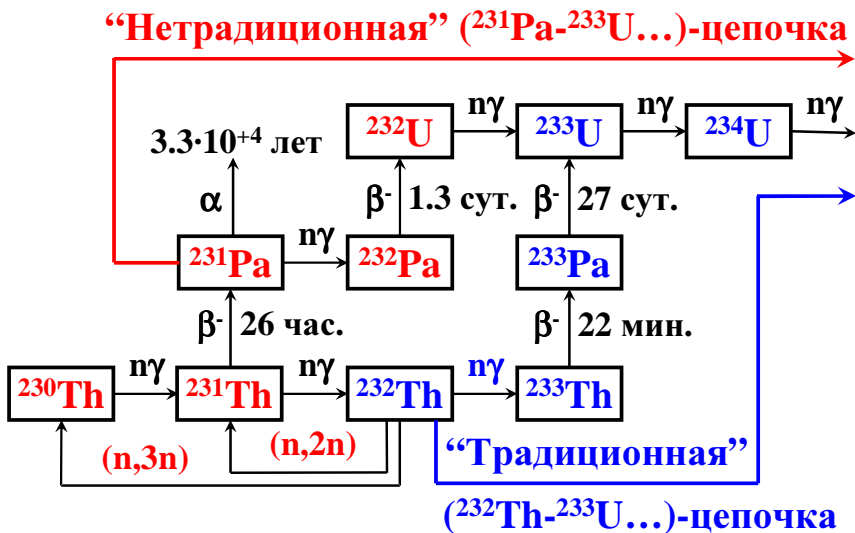 “Нетрадиционная” (²³¹Pa-²³³U...)-цепочка
nγ nγ nγ
²³²U ²³³U ²³⁴U
3.3·10⁺⁴ лет
α β⁻ 1.3 сут. β⁻ 27 сут.
nγ
²³¹Pa ²³²Pa ²³³Pa
β⁻ 26 час. β⁻ 22 мин.
nγ nγ nγ
²³⁰Th ²³¹Th ²³²Th ²³³Th
(n,3n) (n,2n) “Традиционная”
(²³²Th-²³³U...)-цепочка